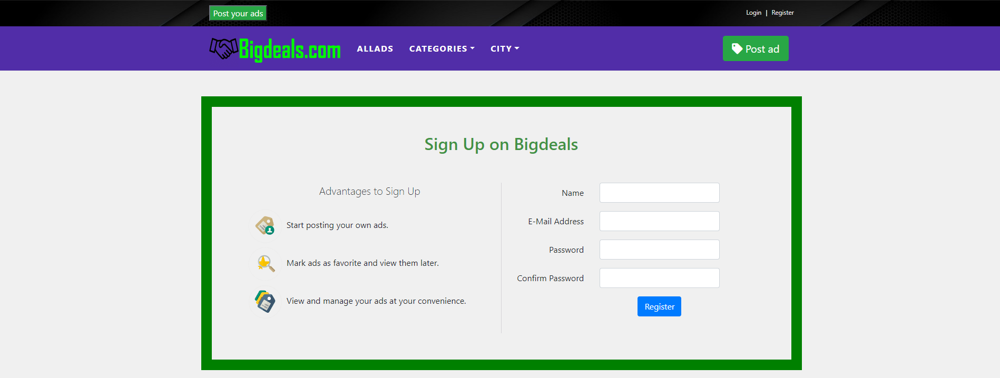 Post your ads
Login | Register
Bigdeals.com
ALLADS
CATEGORIES
CITY
Post ad
Sign Up on Bigdeals
Advantages to Sign Up
Start posting your own ads.
Mark ads as favorite and view them later.
View and manage your ads at your convenience.
Name
E-Mail Address
Password
Confirm Password
Register